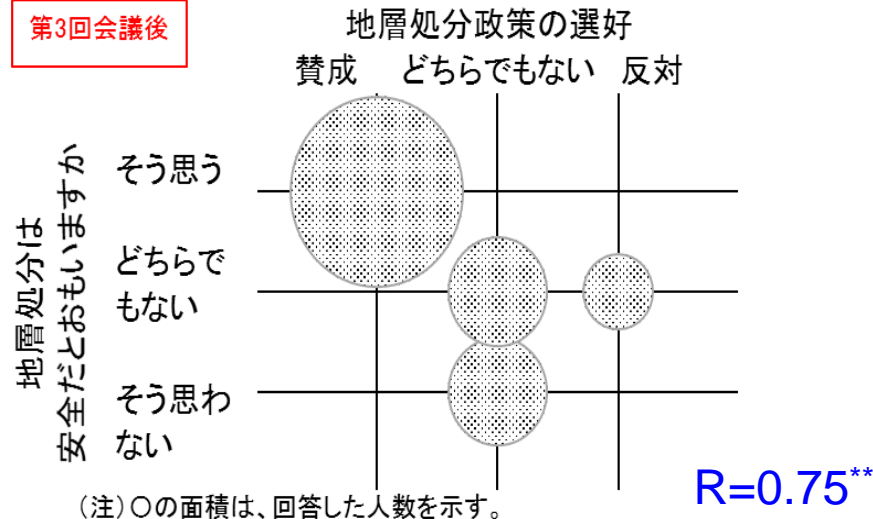 第3回会議後
地層処分政策の選好
賛成 どちらでもない 反対
地層処分は
安全だとおもいますか
そう思う
どちらで
もない
そう思わ
ない
(注)○の面積は、回答した人数を示す。
R=0.75**